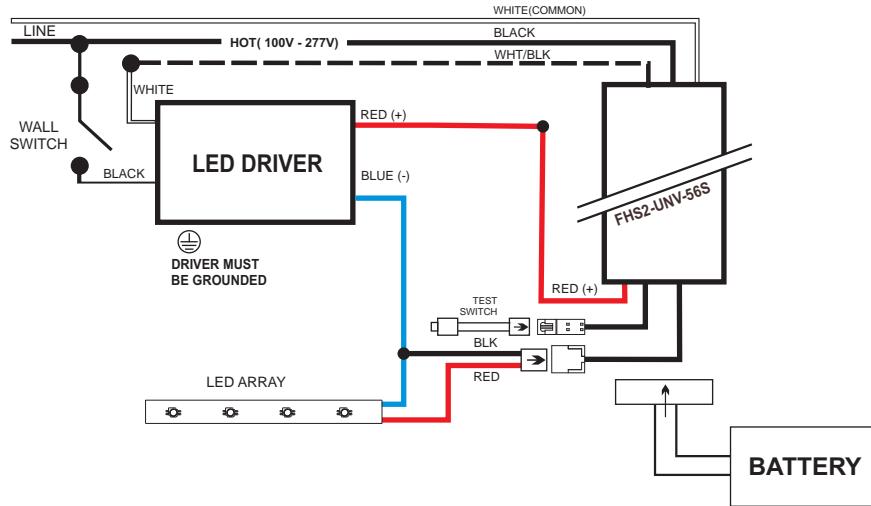 WHITE(COMMON)
LINE
BLACK
HOT( 100V - 277V)
WHT/BLK
WHITE
WALL
SWITCH
RED (+)
LED DRIVER
BLACK
BLUE (-)
FHS2-UNV-56S
DRIVER MUST
BE GROUNDED
RED (+)
TEST
SWITCH
BLK
RED
LED ARRAY
BATTERY